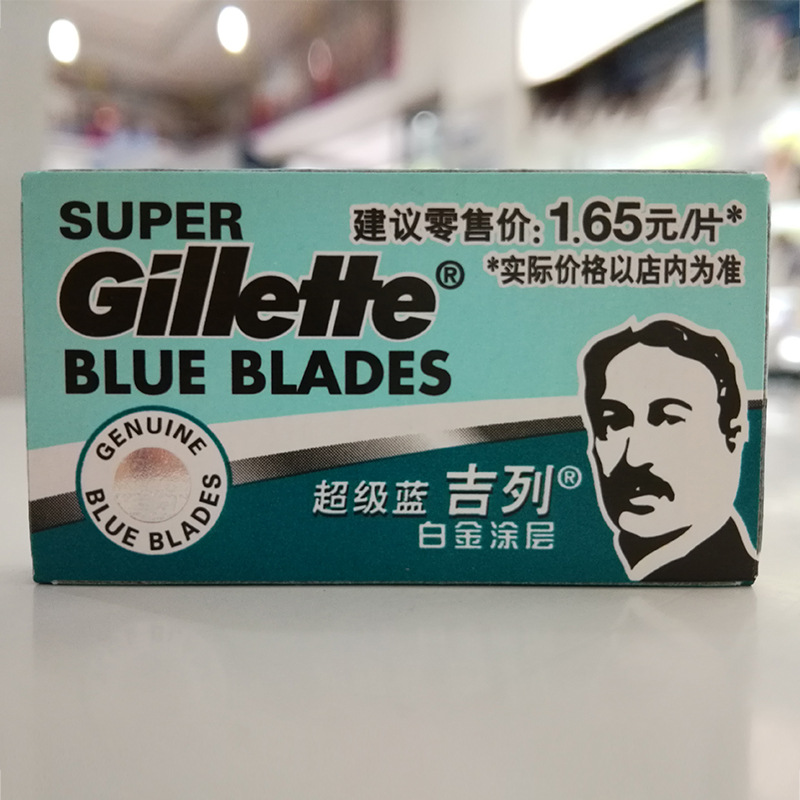 SUPER
Gillette®
BLUE BLADES
建议零售价:1.65元/片*
*实际价格以店内为准
GENUINE
BLUE BLADES
超级蓝 吉列®
白金涂层